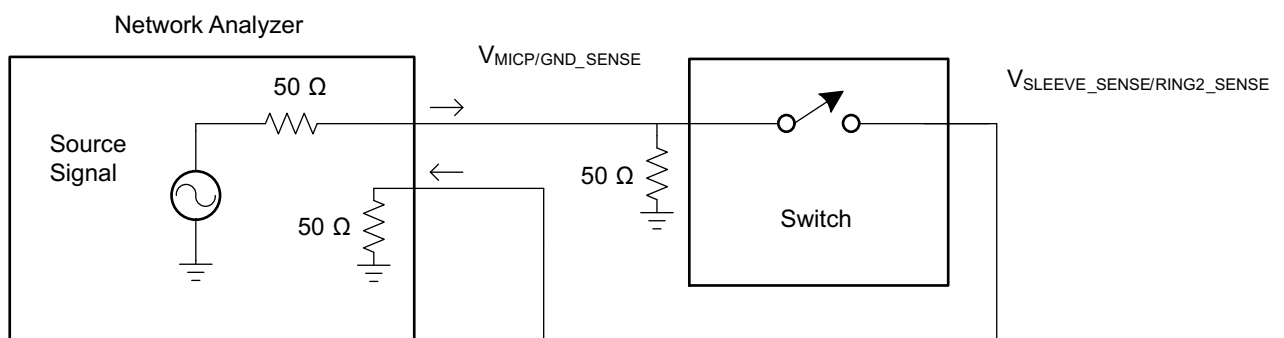 Network Analyzer
V_MICP/GND_SENSE
V_SLEEVE_SENSE/RING2_SENSE
50 Ω
Source
Signal
50 Ω
50 Ω
Switch